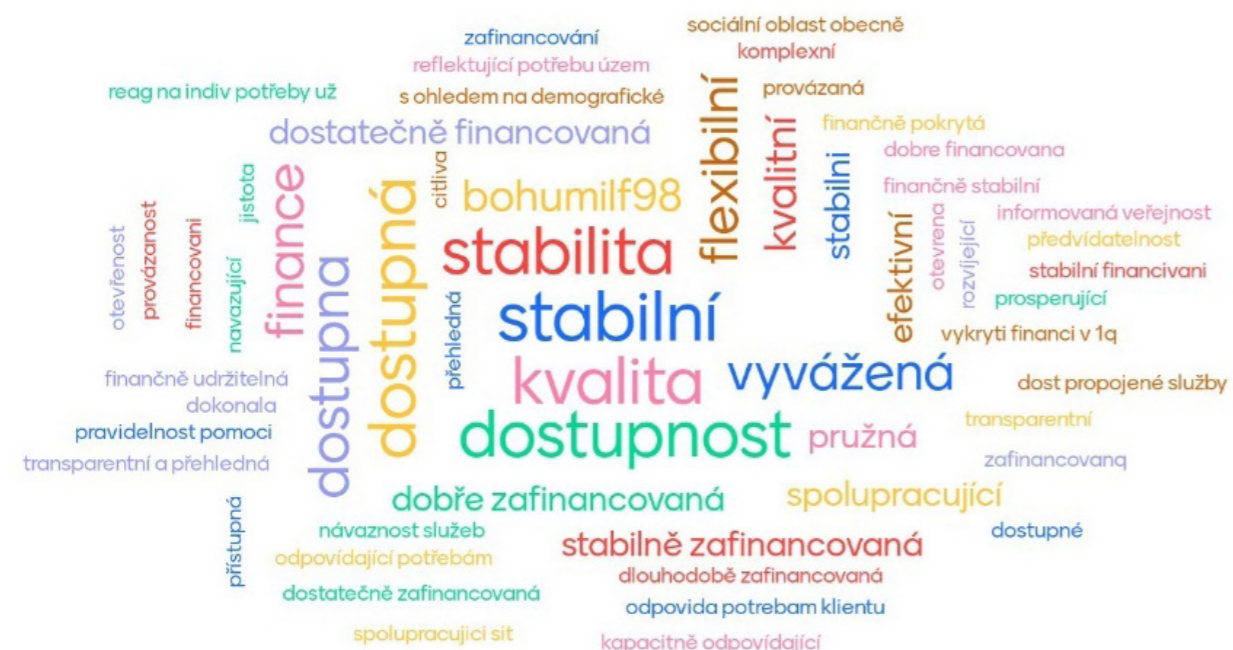 sociální oblast obecně
zafinancování
komplexní
reflektující potřebu územ
provázaná
reag na indiv potřeby už
s ohledem na demografické
flexibilní
kvalitní
finančně pokrytá
dostatečně financovaná
dobre financovana
stabilni
citliva
jistota
finance
dostupná
bohumilf98
finančně stabilní
otevřenost
provázanost
financovani
navazující
dostupna
stabilita
efektivní
otevrena
rozvíjející
informovaná veřejnost
předvídatelnost
stabilní financivani
přehledná
stabilní
prosperující
vykryti financi v 1q
finančně udržitelná
kvalita
vyvážená
dost propojené služby
dokonala
pravidelnost pomoci
dostupnost
pružná
transparentní
transparentní a přehledná
zafinancovanq
přístupná
dobře zafinancovaná
spolupracující
návaznost služeb
dostupné
odpovídající potřebám
stabilně zafinancovaná
dlouhodobě zafinancovaná
dostatečně zafinancovaná
odpovida potrebam klientu
spolupracujici sit
kapacitně odpovídající